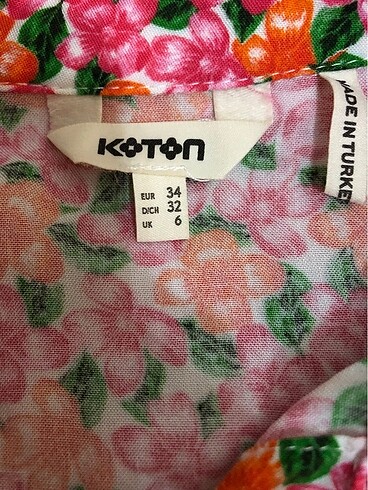 KOTON
EUR 34
D/CH 32
UK 6
MADE IN TURKEY